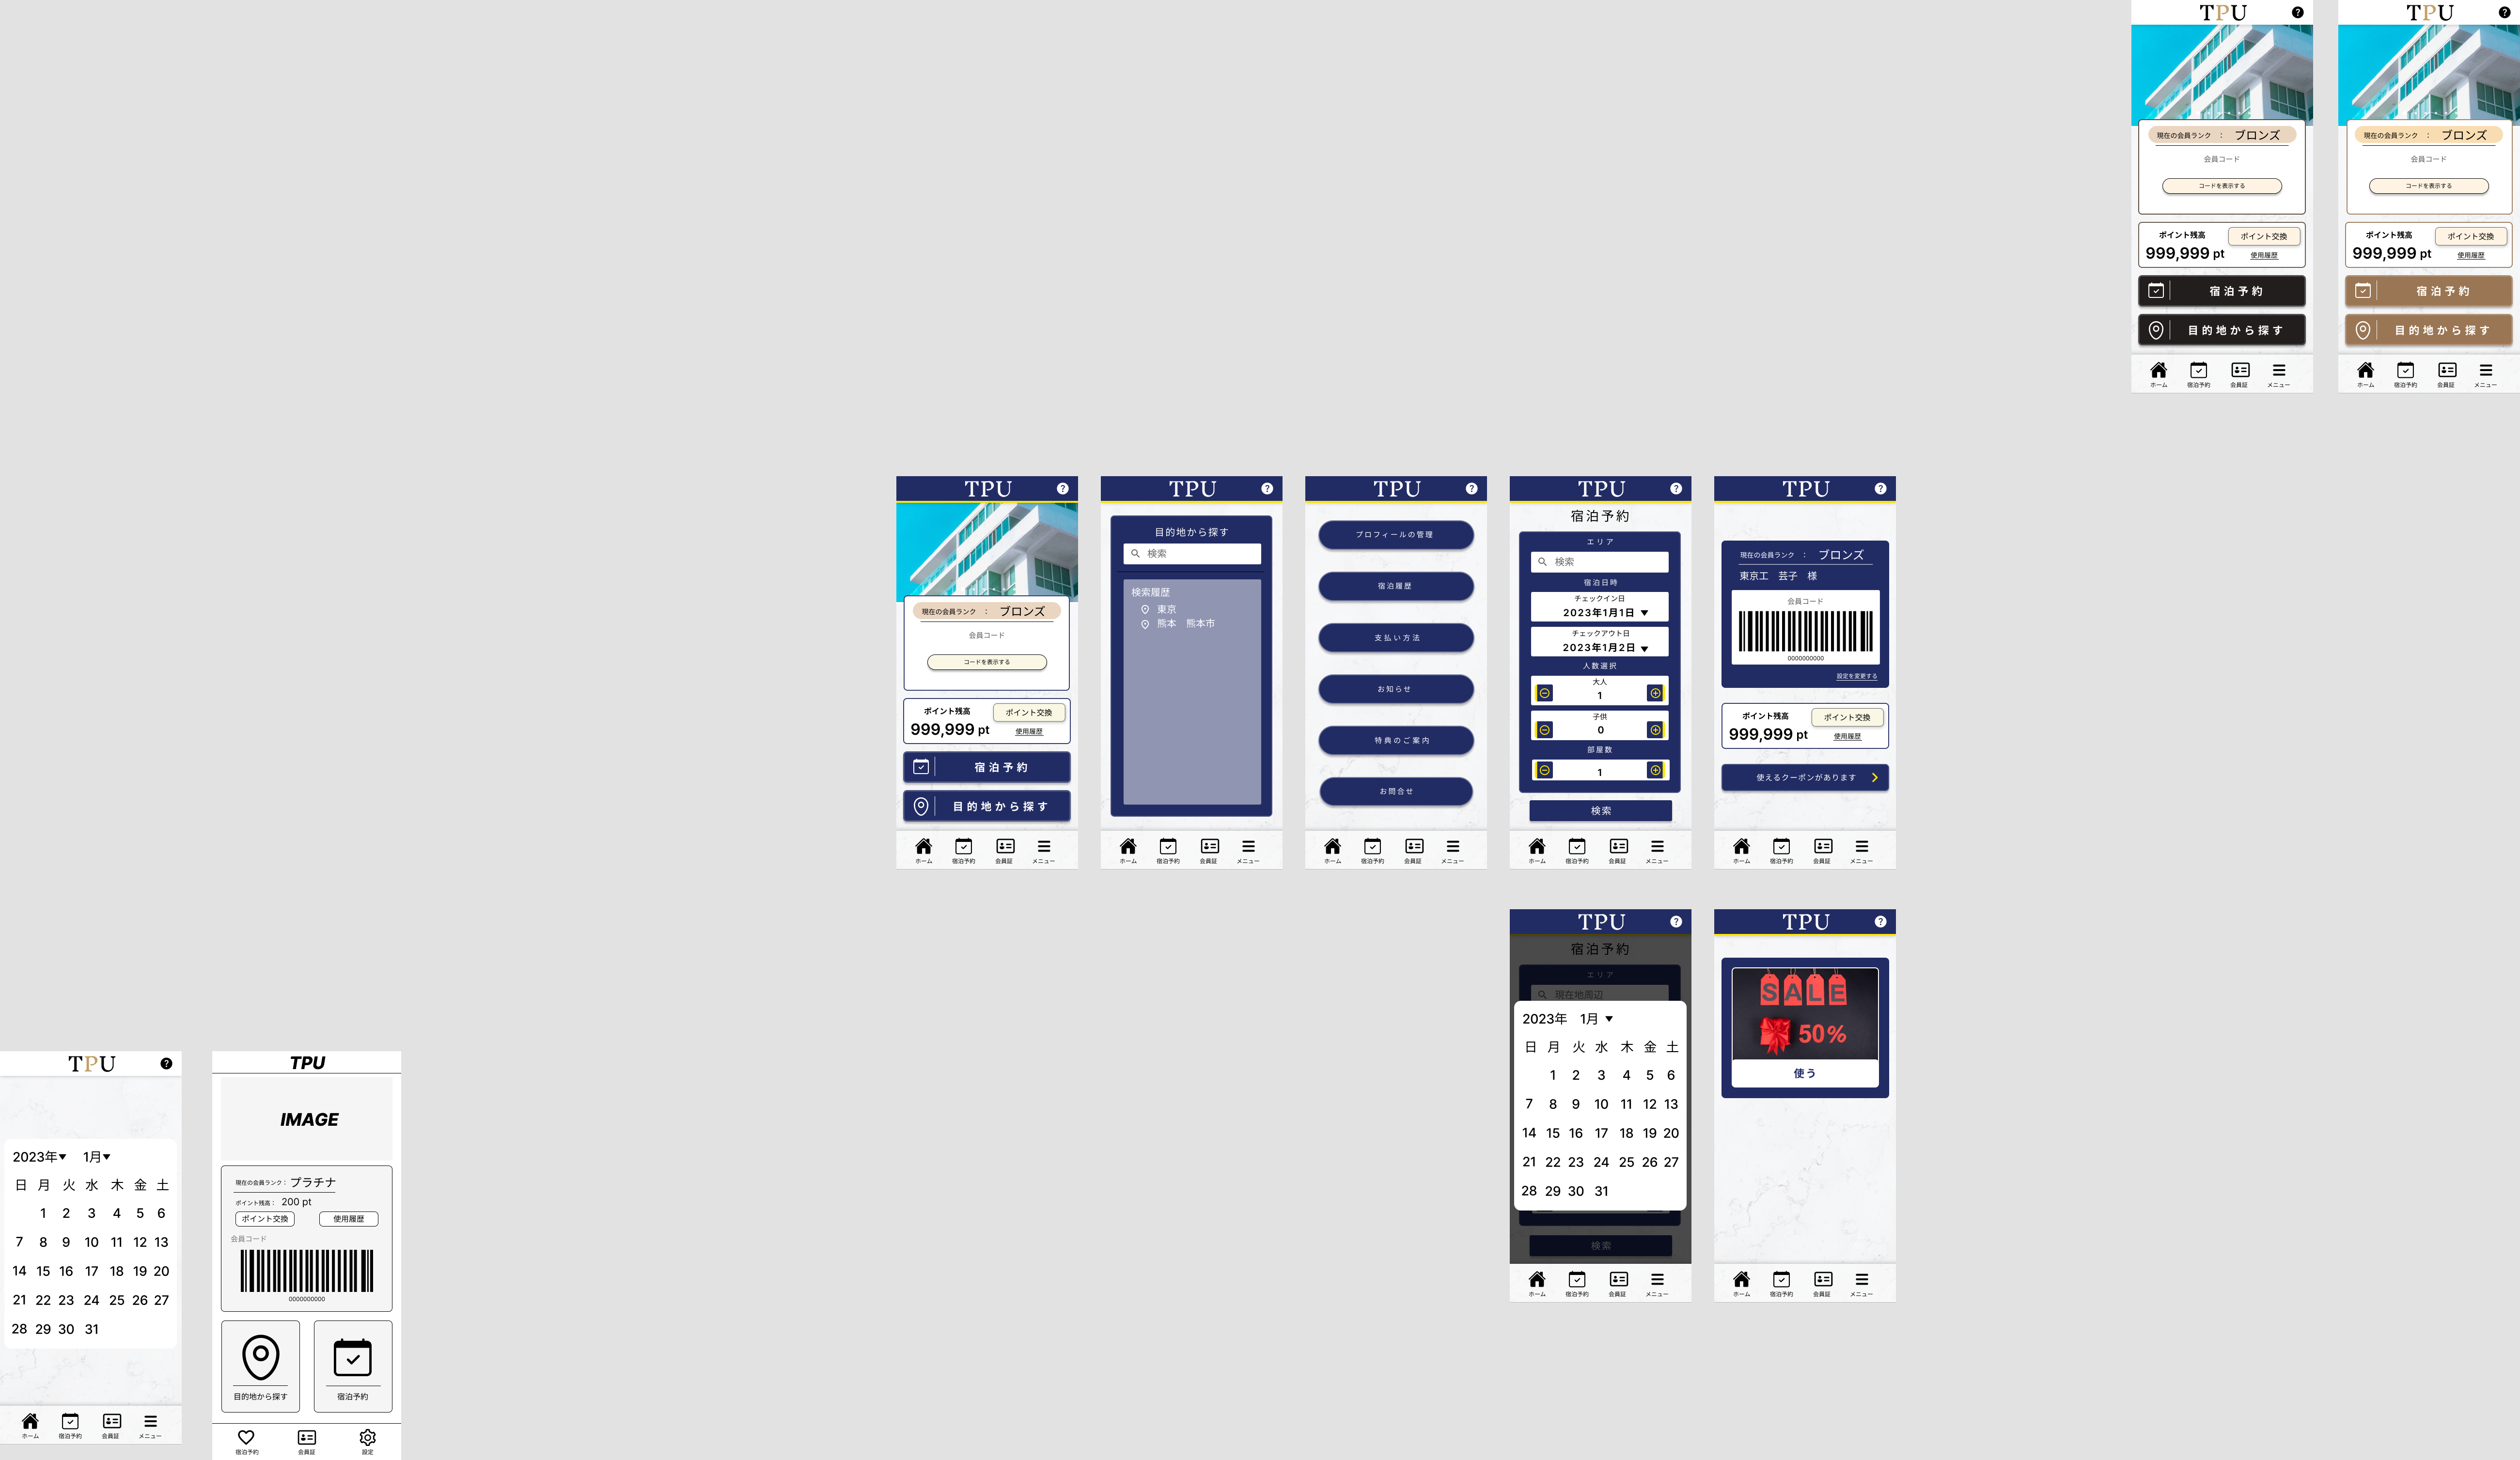 TPU
現在の会員ランク ： ブロンズ
会員コード
コードを表示する
ポイント残高
ポイント交換
999,999 pt
使用履歴
宿泊予約
目的地から探す
ホーム 宿泊予約 会員証 メニュー
TPU
現在の会員ランク ： ブロンズ
会員コード
コードを表示する
ポイント残高
ポイント交換
999,999 pt
使用履歴
宿泊予約
目的地から探す
ホーム 宿泊予約 会員証 メニュー
TPU
現在の会員ランク ： ブロンズ
会員コード
コードを表示する
ポイント残高
ポイント交換
999,999 pt
使用履歴
宿泊予約
目的地から探す
ホーム 宿泊予約 会員証 メニュー
TPU
目的地から探す
検索
検索履歴
東京
熊本 熊本市
ホーム 宿泊予約 会員証 メニュー
TPU
プロフィールの管理
宿泊履歴
支払い方法
お知らせ
特典のご案内
お問合せ
ホーム 宿泊予約 会員証 メニュー
TPU
宿泊予約
エリア
検索
宿泊日時
チェックイン日
2023年1月1日 ▼
チェックアウト日
2023年1月2日 ▼
人数選択
大人
1
子供
0
部屋数
1
検索
ホーム 宿泊予約 会員証 メニュー
TPU
現在の会員ランク ： ブロンズ
東京工 芸子 様
会員コード
0000000000
設定を変更する
ポイント残高
ポイント交換
999,999 pt
使用履歴
使えるクーポンがあります
ホーム 宿泊予約 会員証 メニュー
TPU
宿泊予約
エリア
現在地周辺
2023年 1月 ▼
日 月 火 水 木 金 土
1 2 3 4 5 6
7 8 9 10 11 12 13
14 15 16 17 18 19 20
21 22 23 24 25 26 27
28 29 30 31
検索
ホーム 宿泊予約 会員証 メニュー
TPU
SALE
50%
使う
ホーム 宿泊予約 会員証 メニュー
TPU
2023年▼ 1月▼
日 月 火 水 木 金 土
1 2 3 4 5 6
7 8 9 10 11 12 13
14 15 16 17 18 19 20
21 22 23 24 25 26 27
28 29 30 31
ホーム 宿泊予約 会員証 メニュー
TPU
IMAGE
現在の会員ランク： プラチナ
ポイント残高： 200 pt
ポイント交換 使用履歴
会員コード
0000000000
目的地から探す 宿泊予約
宿泊予約 会員証 設定